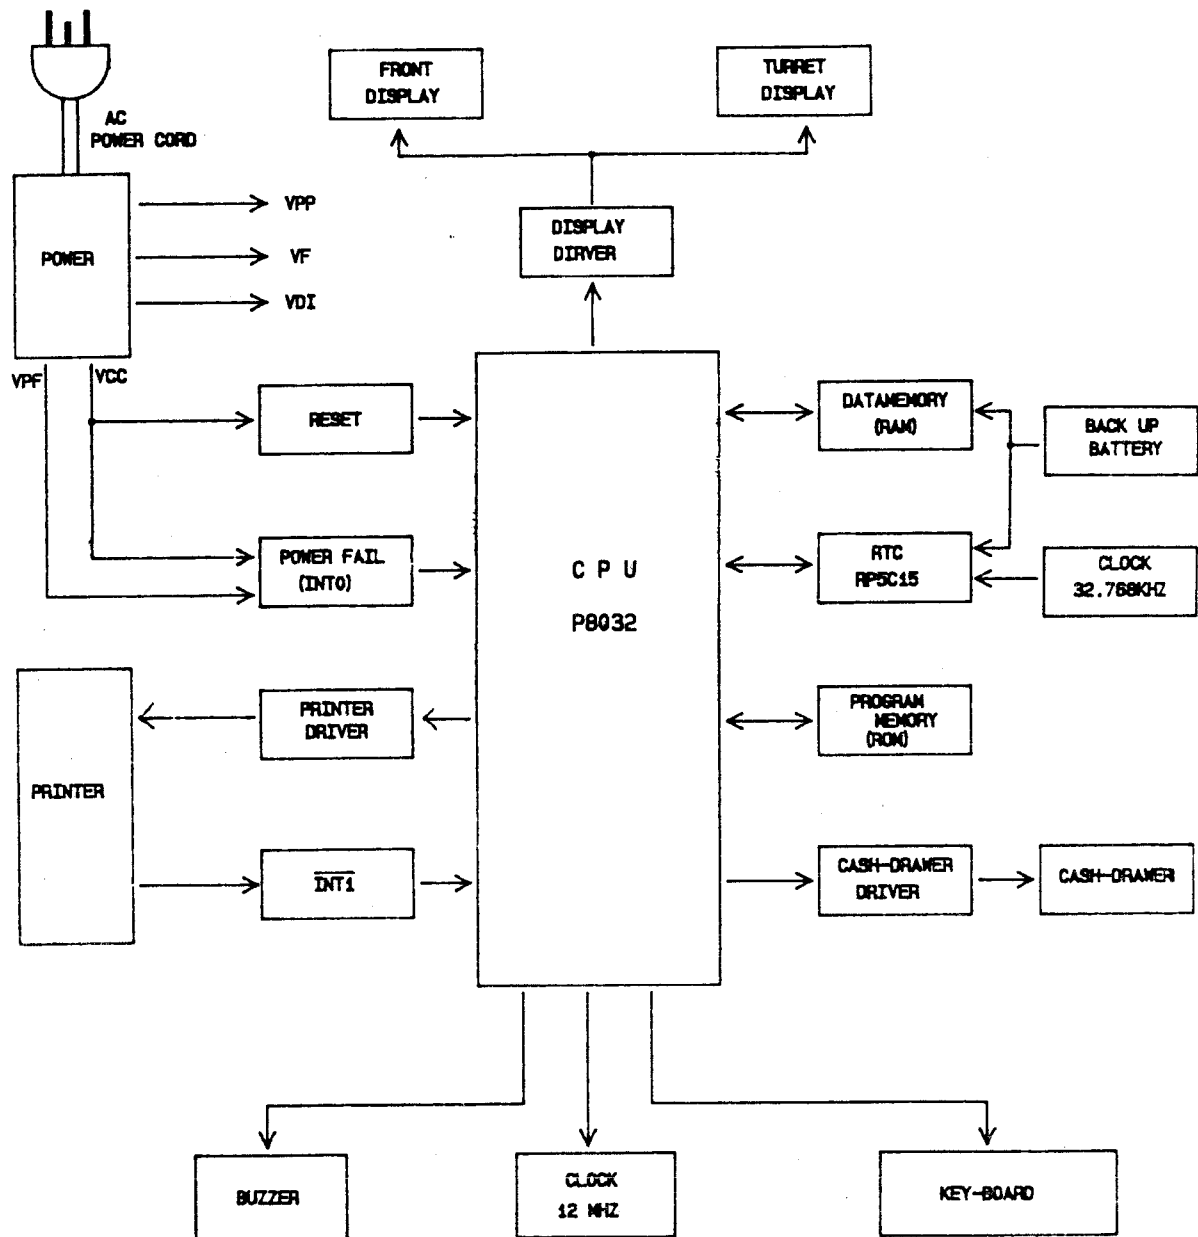 AC
POWER CORD
FRONT
DISPLAY
TURRET
DISPLAY
POWER
VPP
VF
VDI
DISPLAY
DIRVER
VPF
VCC
RESET
DATAMEMORY
(RAM)
BACK UP
BATTERY
POWER FAIL
(INT0)
CPU
P8032
RTC
RP5C15
CLOCK
32.768KHZ
PRINTER
PRINTER
DRIVER
PROGRAM
MEMORY
(ROM)
INT1
CASH-DRAWER
DRIVER
CASH-DRAWER
BUZZER
CLOCK
12 MHZ
KEY-BOARD